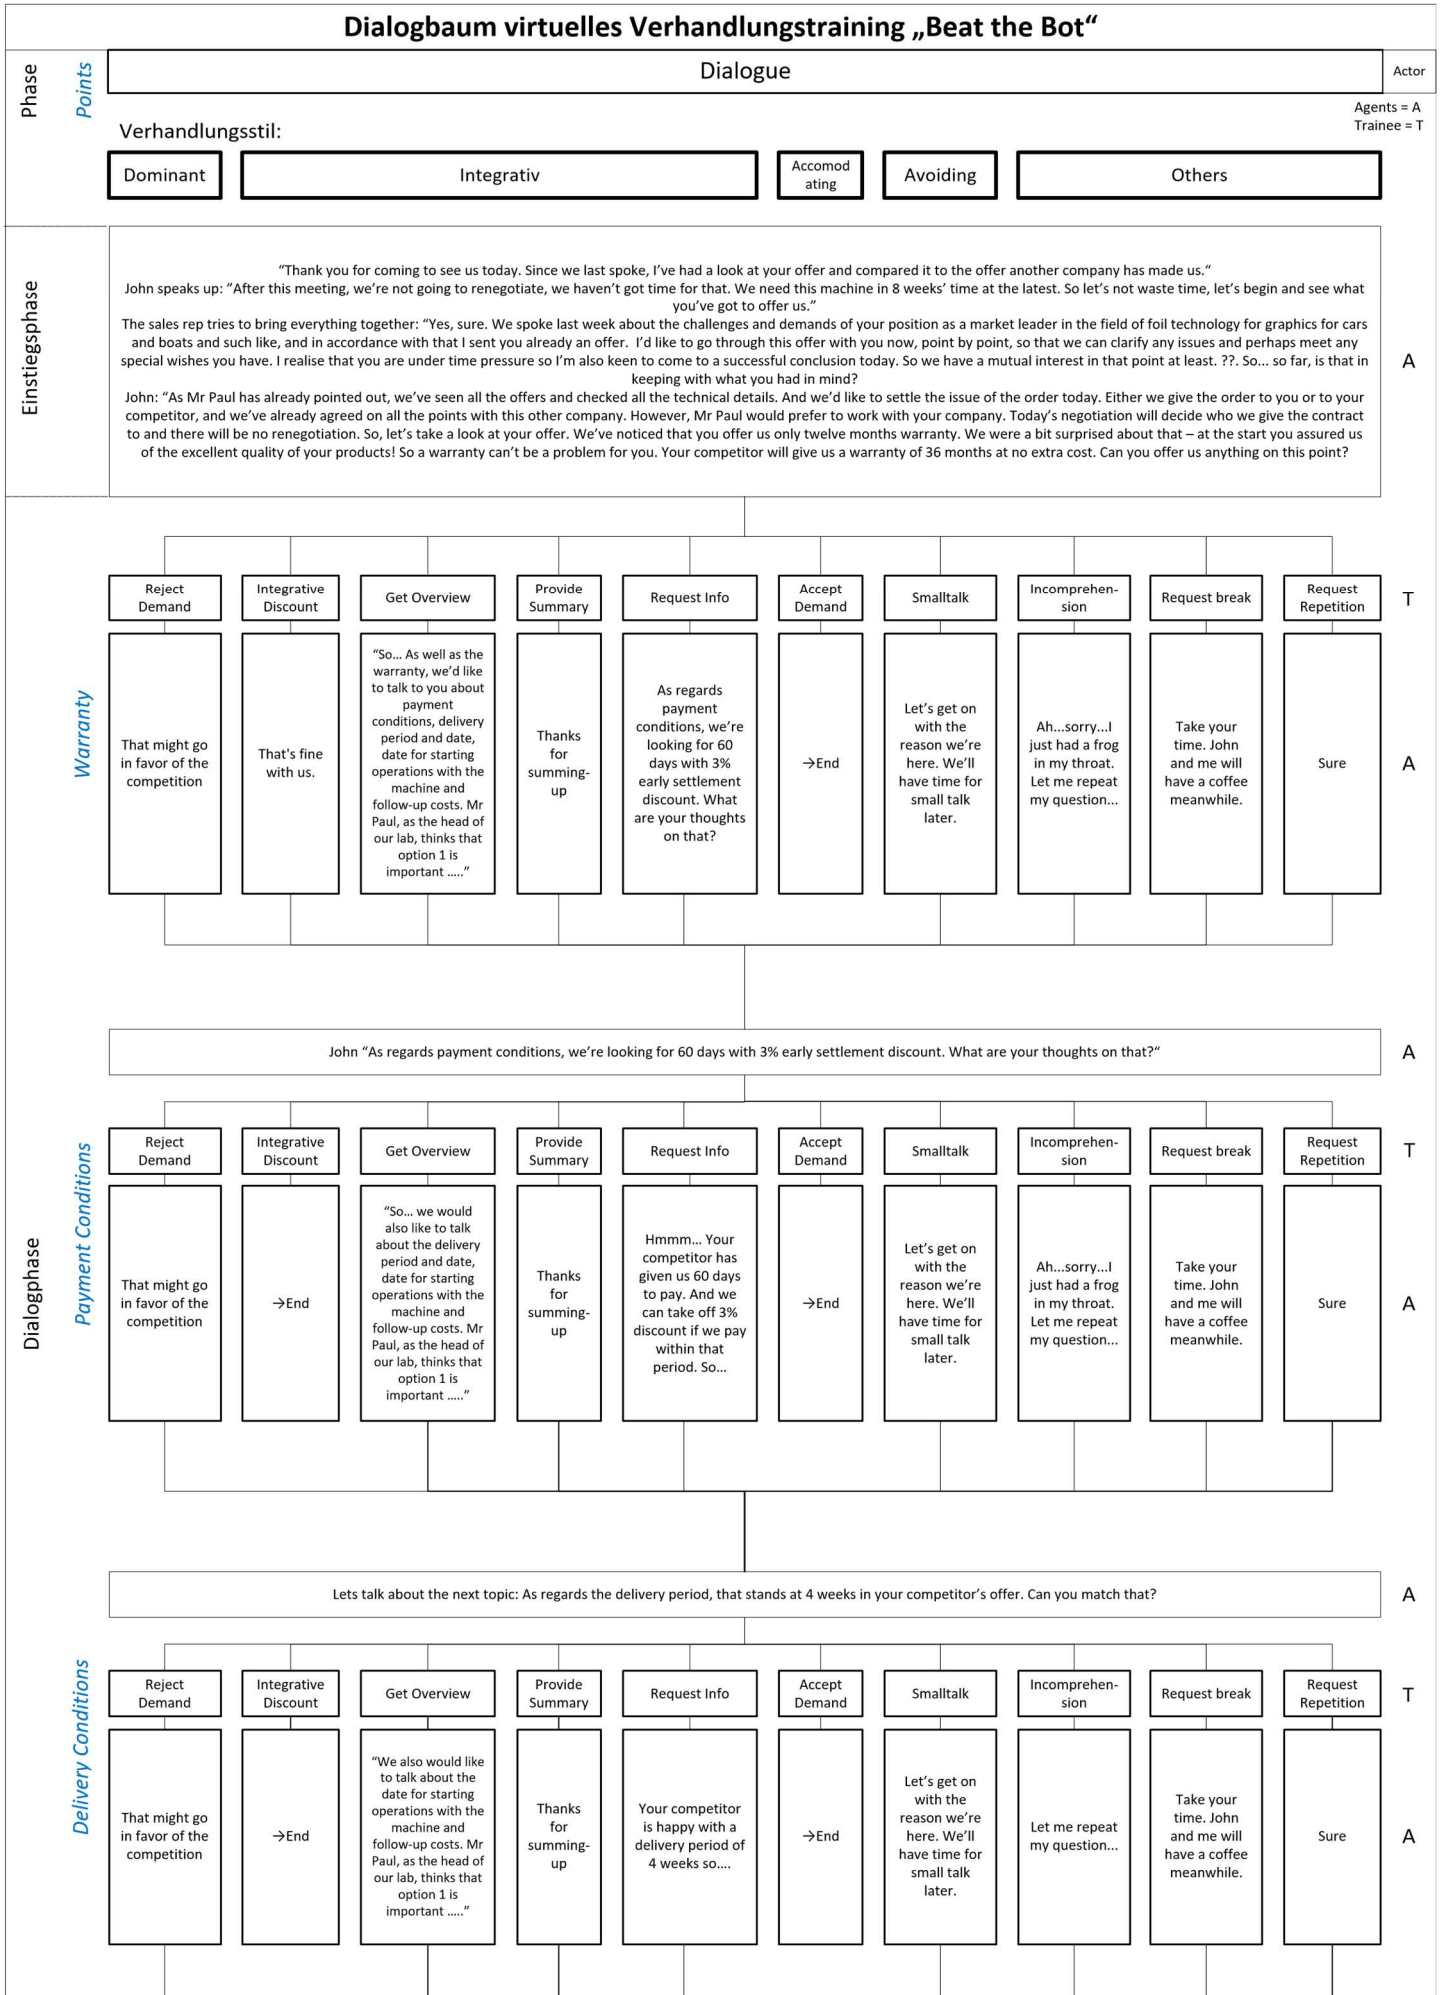 Dialogbaum virtuelles Verhandlungstraining „Beat the Bot“
Phase
Points
Dialogue
Actor
Agents = A
Trainee = T
Verhandlungsstil:
Dominant
Integrativ
Accomod
ating
Avoiding
Others
Einstiegsphase
“Thank you for coming to see us today. Since we last spoke, I’ve had a look at your offer and compared it to the offer another company has made us.“
John speaks up: ”After this meeting, we’re not going to renegotiate, we haven’t got time for that. We need this machine in 8 weeks’ time at the latest. So let’s not waste time, let’s begin and see what
you’ve got to offer us.”
The sales rep tries to bring everything together: “Yes, sure. We spoke last week about the challenges and demands of your position as a market leader in the field of foil technology for graphics for cars
and boats and such like, and in accordance with that I sent you already an offer. I’d like to go through this offer with you now, point by point, so that we can clarify any issues and perhaps meet any
special wishes you have. I realise that you are under time pressure so I’m also keen to come to a successful conclusion today. So we have a mutual interest in that point at least. ??. So... so far, is that in
keeping with what you had in mind?
John: “As Mr Paul has already pointed out, we’ve seen all the offers and checked all the technical details. And we’d like to settle the issue of the order today. Either we give the order to you or to your
competitor, and we’ve already agreed on all the points with this other company. However, Mr Paul would prefer to work with your company. Today’s negotiation will decide who we give the contract
to and there will be no renegotiation. So, let’s take a look at your offer. We’ve noticed that you offer us only twelve months warranty. We were a bit surprised about that – at the start you assured us
of the excellent quality of your products! So a warranty can’t be a problem for you. Your competitor will give us a warranty of 36 months at no extra cost. Can you offer us anything on this point?
A
Dialogphase
Warranty
Reject
Demand
Integrative
Discount
Get Overview
Provide
Summary
Request Info
Accept
Demand
Smalltalk
Incomprehen-
sion
Request break
Request
Repetition
T
That might go
in favor of the
competition
That's fine
with us.
“So… As well as the
warranty, we’d like
to talk to you about
payment
conditions, delivery
period and date,
date for starting
operations with the
machine and
follow-up costs. Mr
Paul, as the head of
our lab, thinks that
option 1 is
important …..”
Thanks
for
summing-
up
As regards
payment
conditions, we’re
looking for 60
days with 3%
early settlement
discount. What
are your thoughts
on that?
→End
Let’s get on
with the
reason we’re
here. We’ll
have time for
small talk
later.
Ah...sorry...I
just had a frog
in my throat.
Let me repeat
my question...
Take your
time. John
and me will
have a coffee
meanwhile.
Sure
A
John “As regards payment conditions, we’re looking for 60 days with 3% early settlement discount. What are your thoughts on that?“
A
Payment Conditions
Reject
Demand
Integrative
Discount
Get Overview
Provide
Summary
Request Info
Accept
Demand
Smalltalk
Incomprehen-
sion
Request break
Request
Repetition
T
That might go
in favor of the
competition
→End
“So… we would
also like to talk
about the delivery
period and date,
date for starting
operations with the
machine and
follow-up costs. Mr
Paul, as the head of
our lab, thinks that
option 1 is
important …..”
Thanks
for
summing-
up
Hmmm… Your
competitor has
given us 60 days
to pay. And we
can take off 3%
discount if we pay
within that
period. So…
→End
Let’s get on
with the
reason we’re
here. We’ll
have time for
small talk
later.
Ah...sorry...I
just had a frog
in my throat.
Let me repeat
my question...
Take your
time. John
and me will
have a coffee
meanwhile.
Sure
A
Lets talk about the next topic: As regards the delivery period, that stands at 4 weeks in your competitor’s offer. Can you match that?
A
Delivery Conditions
Reject
Demand
Integrative
Discount
Get Overview
Provide
Summary
Request Info
Accept
Demand
Smalltalk
Incomprehen-
sion
Request break
Request
Repetition
T
That might go
in favor of the
competition
→End
“We also would like
to talk about the
date for starting
operations with the
machine and
follow-up costs. Mr
Paul, as the head of
our lab, thinks that
option 1 is
important …..”
Thanks
for
summing-
up
Your competitor
is happy with a
delivery period of
4 weeks so….
→End
Let’s get on
with the
reason we’re
here. We’ll
have time for
small talk
later.
Let me repeat
my question...
Take your
time. John
and me will
have a coffee
meanwhile.
Sure
A